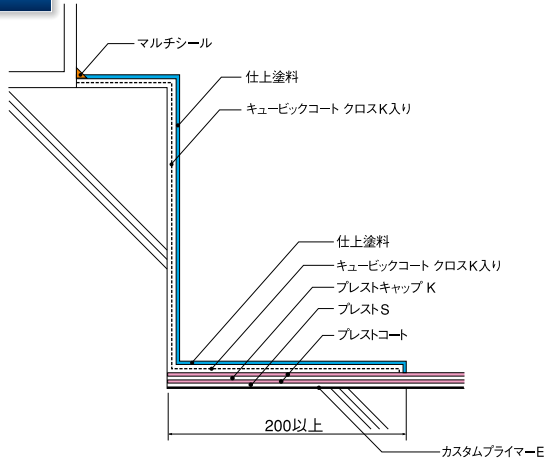 マルチシール
仕上塗料
キュービックコート クロスK入り
仕上塗料
キュービックコート クロスK入り
プレストキャップ K
プレストS
プレストコート
200以上
カスタムプライマーE